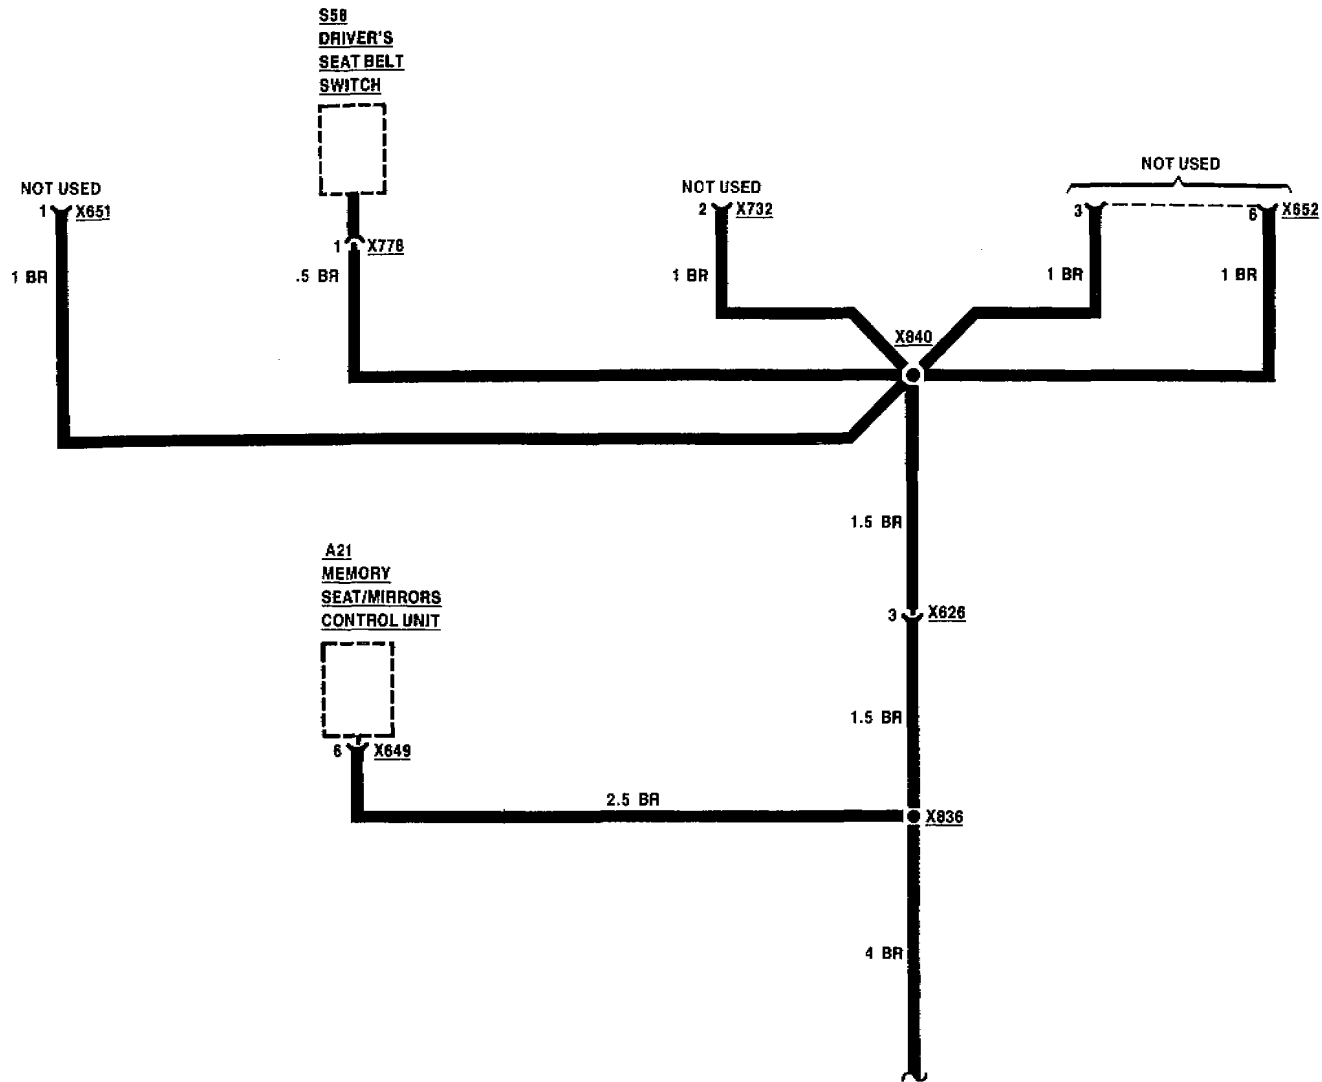 S58
DRIVER'S
SEAT BELT
SWITCH
NOT USED
1 X651
1 X778
NOT USED
2 X732
NOT USED
3
6 X652
1 BR
.5 BR
1 BR
1 BR
1 BR
X840
1.5 BR
A21
MEMORY
SEAT/MIRRORS
CONTROL UNIT
3 X626
1.5 BR
6 X649
2.5 BR
X836
4 BR